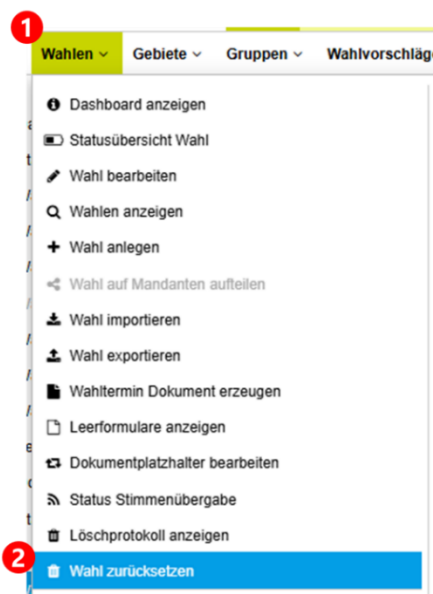 1
Wahlen Gebiete Gruppen Wahlvorschläg
Dashboard anzeigen
Statusübersicht Wahl
Wahl bearbeiten
Wahlen anzeigen
Wahl anlegen
Wahl auf Mandanten aufteilen
Wahl importieren
Wahl exportieren
Wahltermin Dokument erzeugen
Leerformulare anzeigen
Dokumentplatzhalter bearbeiten
Status Stimmenübergabe
Löschprotokoll anzeigen
2 Wahl zurücksetzen